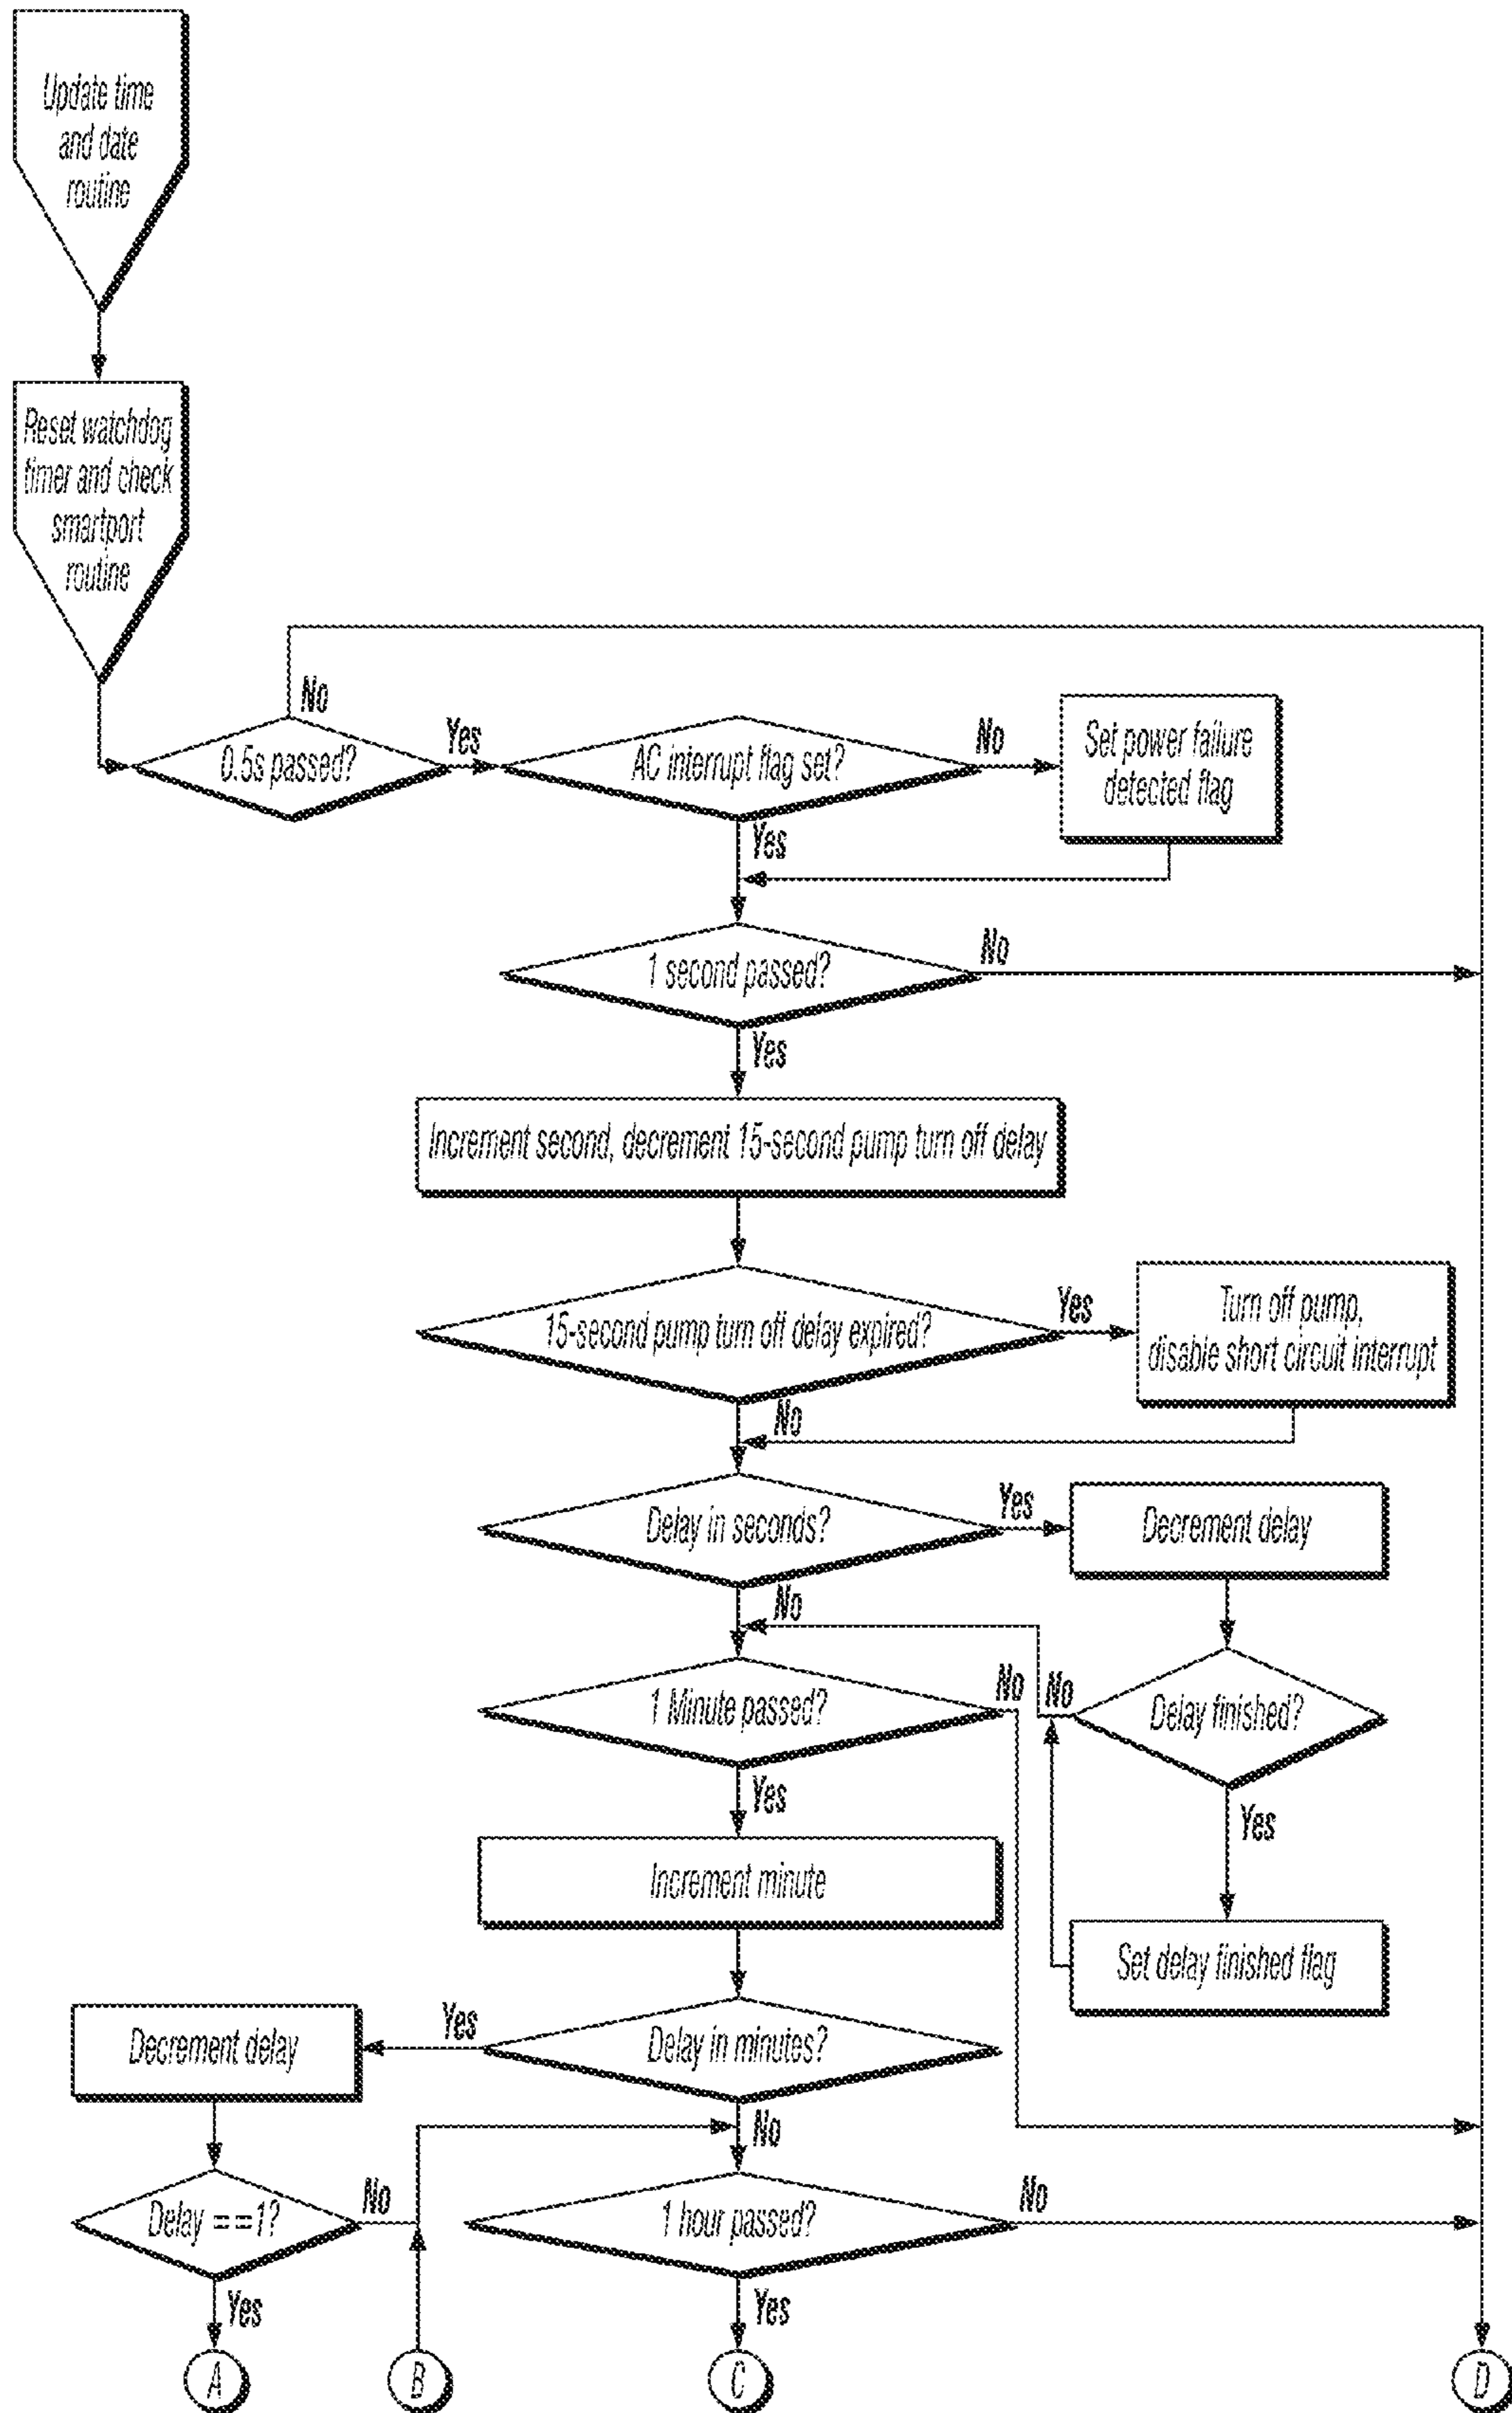 Update time
and date
routine
Reset watchdog
timer and check
smartport
routine
No
0.5s passed?
Yes
AC interrupt flag set?
No
Set power failure
detected flag
Yes
1 second passed?
No
Yes
Increment second, decrement 15-second pump turn off delay
15-second pump turn off delay expired?
Yes
Turn off pump,
disable short circuit interrupt
No
Delay in seconds?
Yes
Decrement delay
No
1 Minute passed?
No
No
Delay finished?
Yes
Yes
Increment minute
Set delay finished flag
Decrement delay
Yes
Delay in minutes?
No
Delay ==1?
No
1 hour passed?
No
Yes
Yes
A
B
C
D